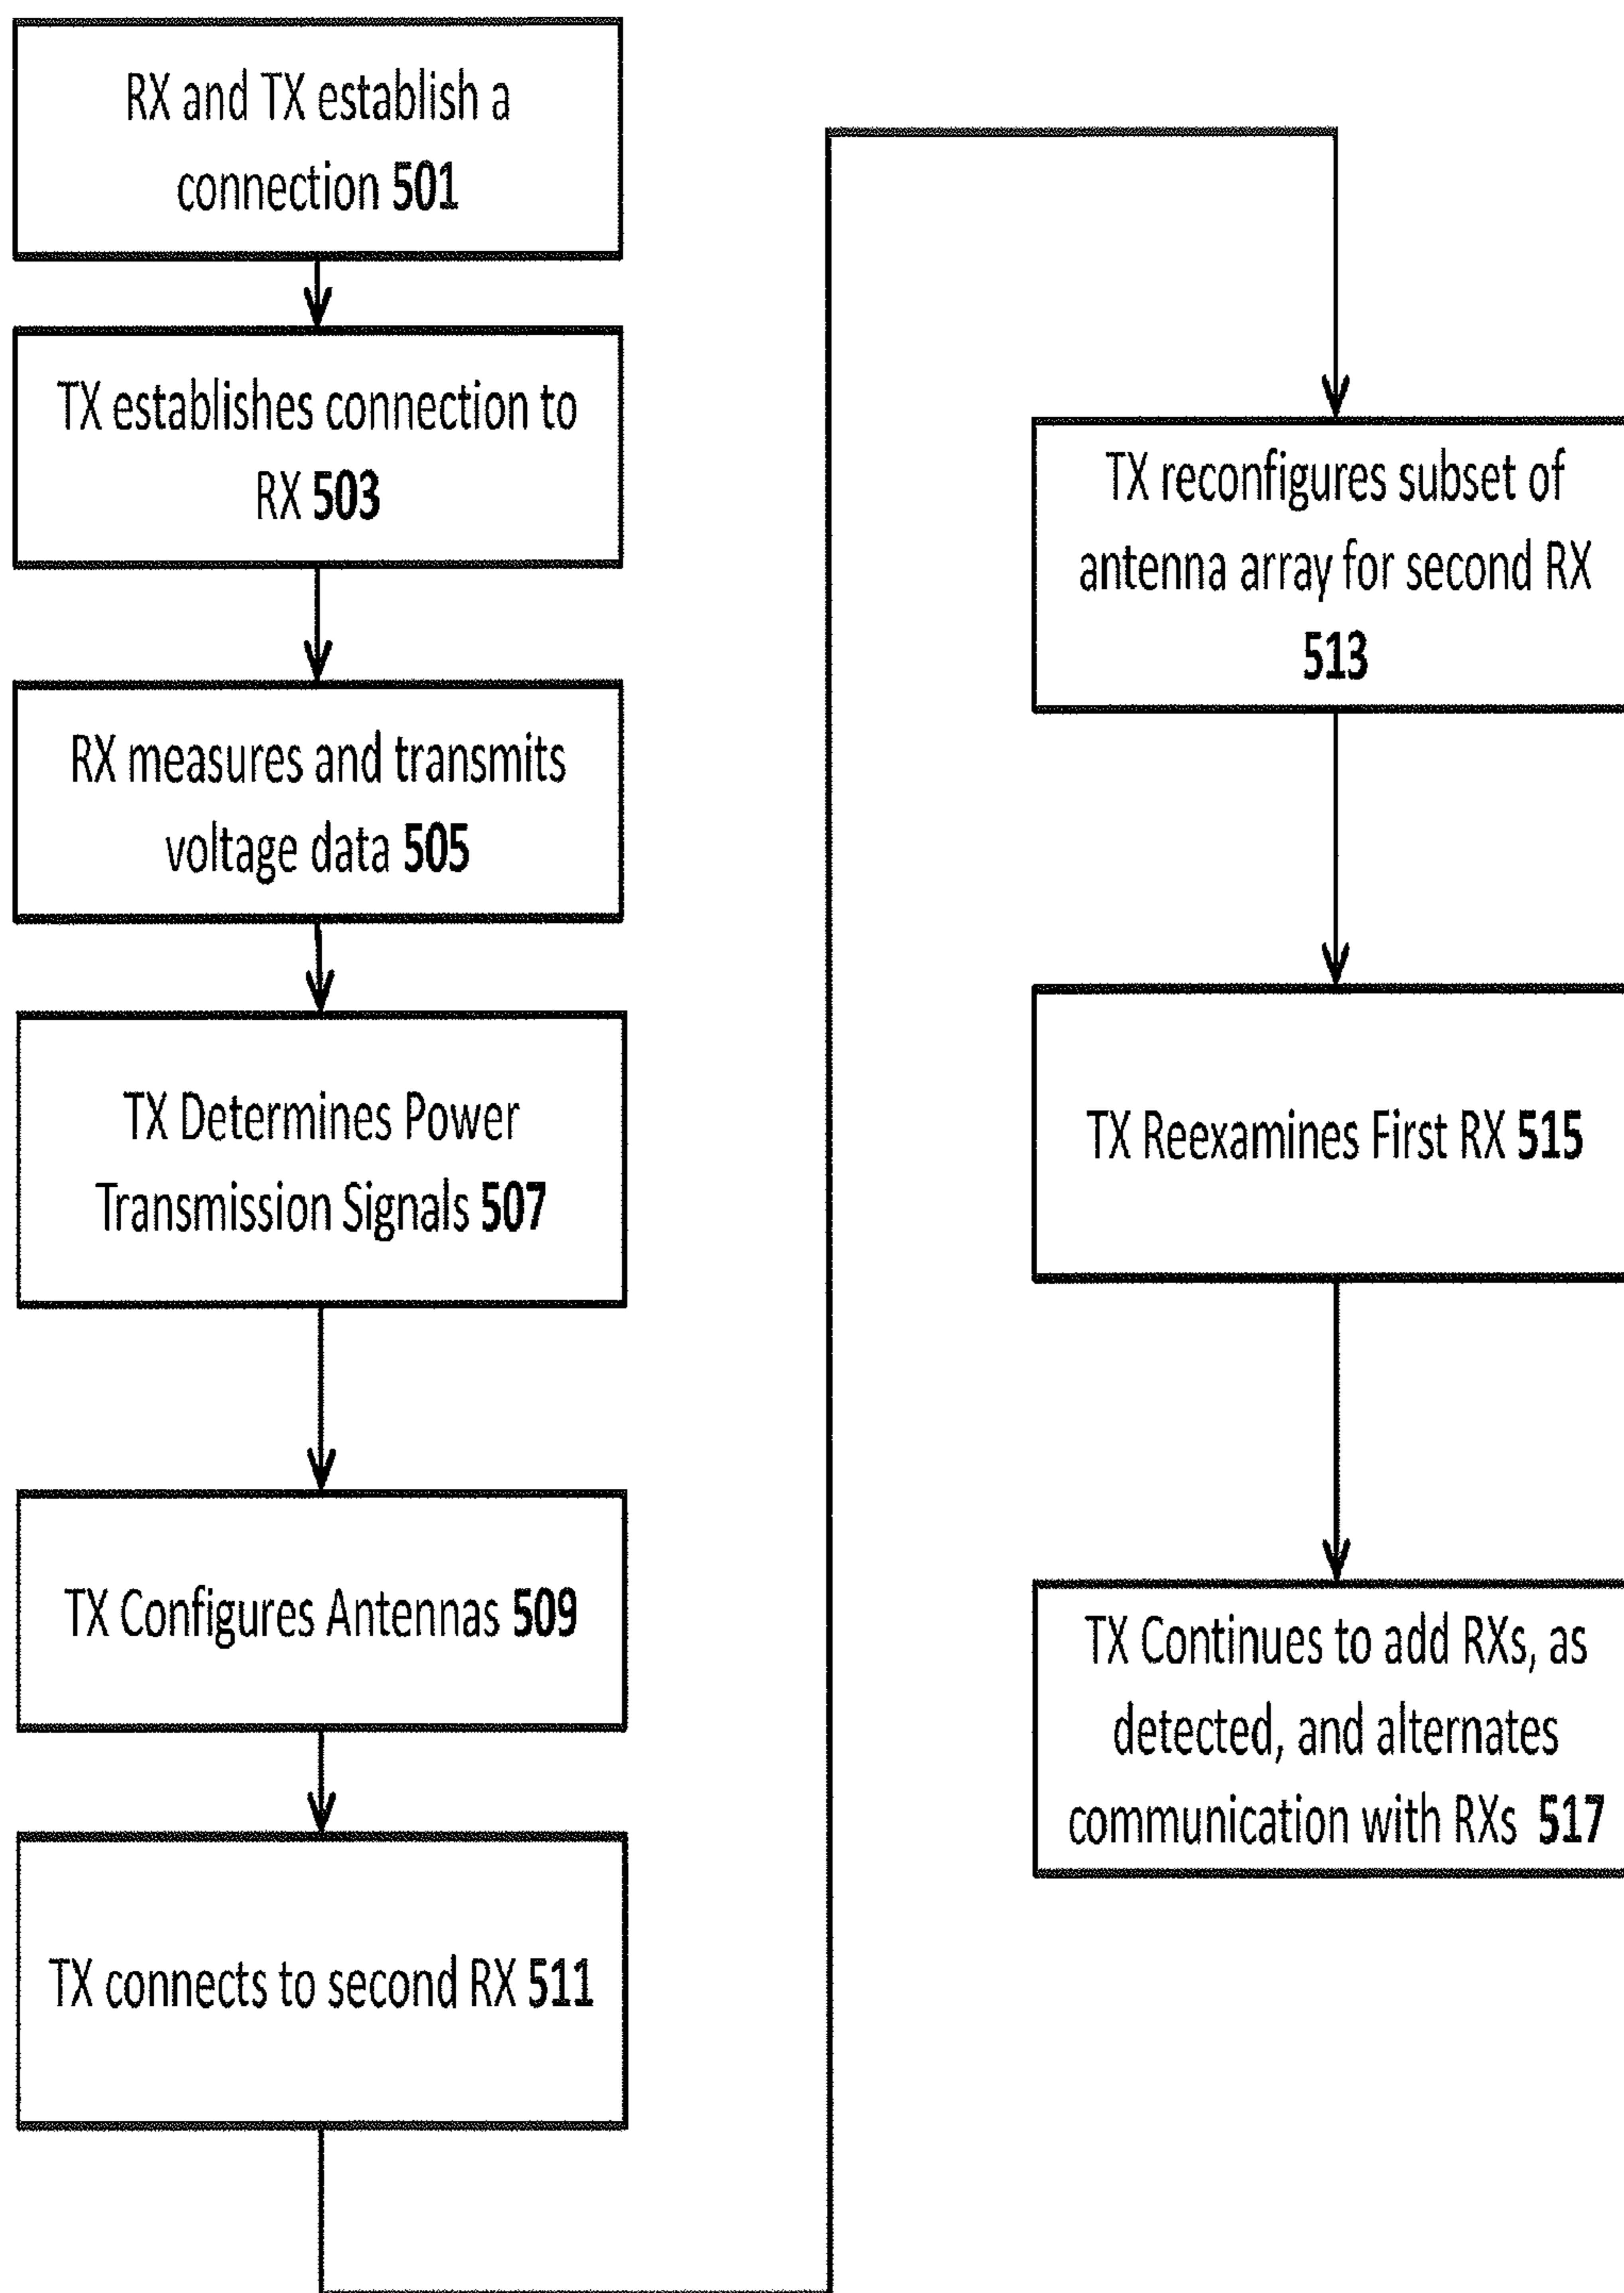 RX and TX establish a
connection 501
TX establishes connection to
RX 503
RX measures and transmits
voltage data 505
TX Determines Power
Transmission Signals 507
TX Configures Antennas 509
TX connects to second RX 511
TX reconfigures subset of
antenna array for second RX
513
TX Reexamines First RX 515
TX Continues to add RXs, as
detected, and alternates
communication with RXs 517